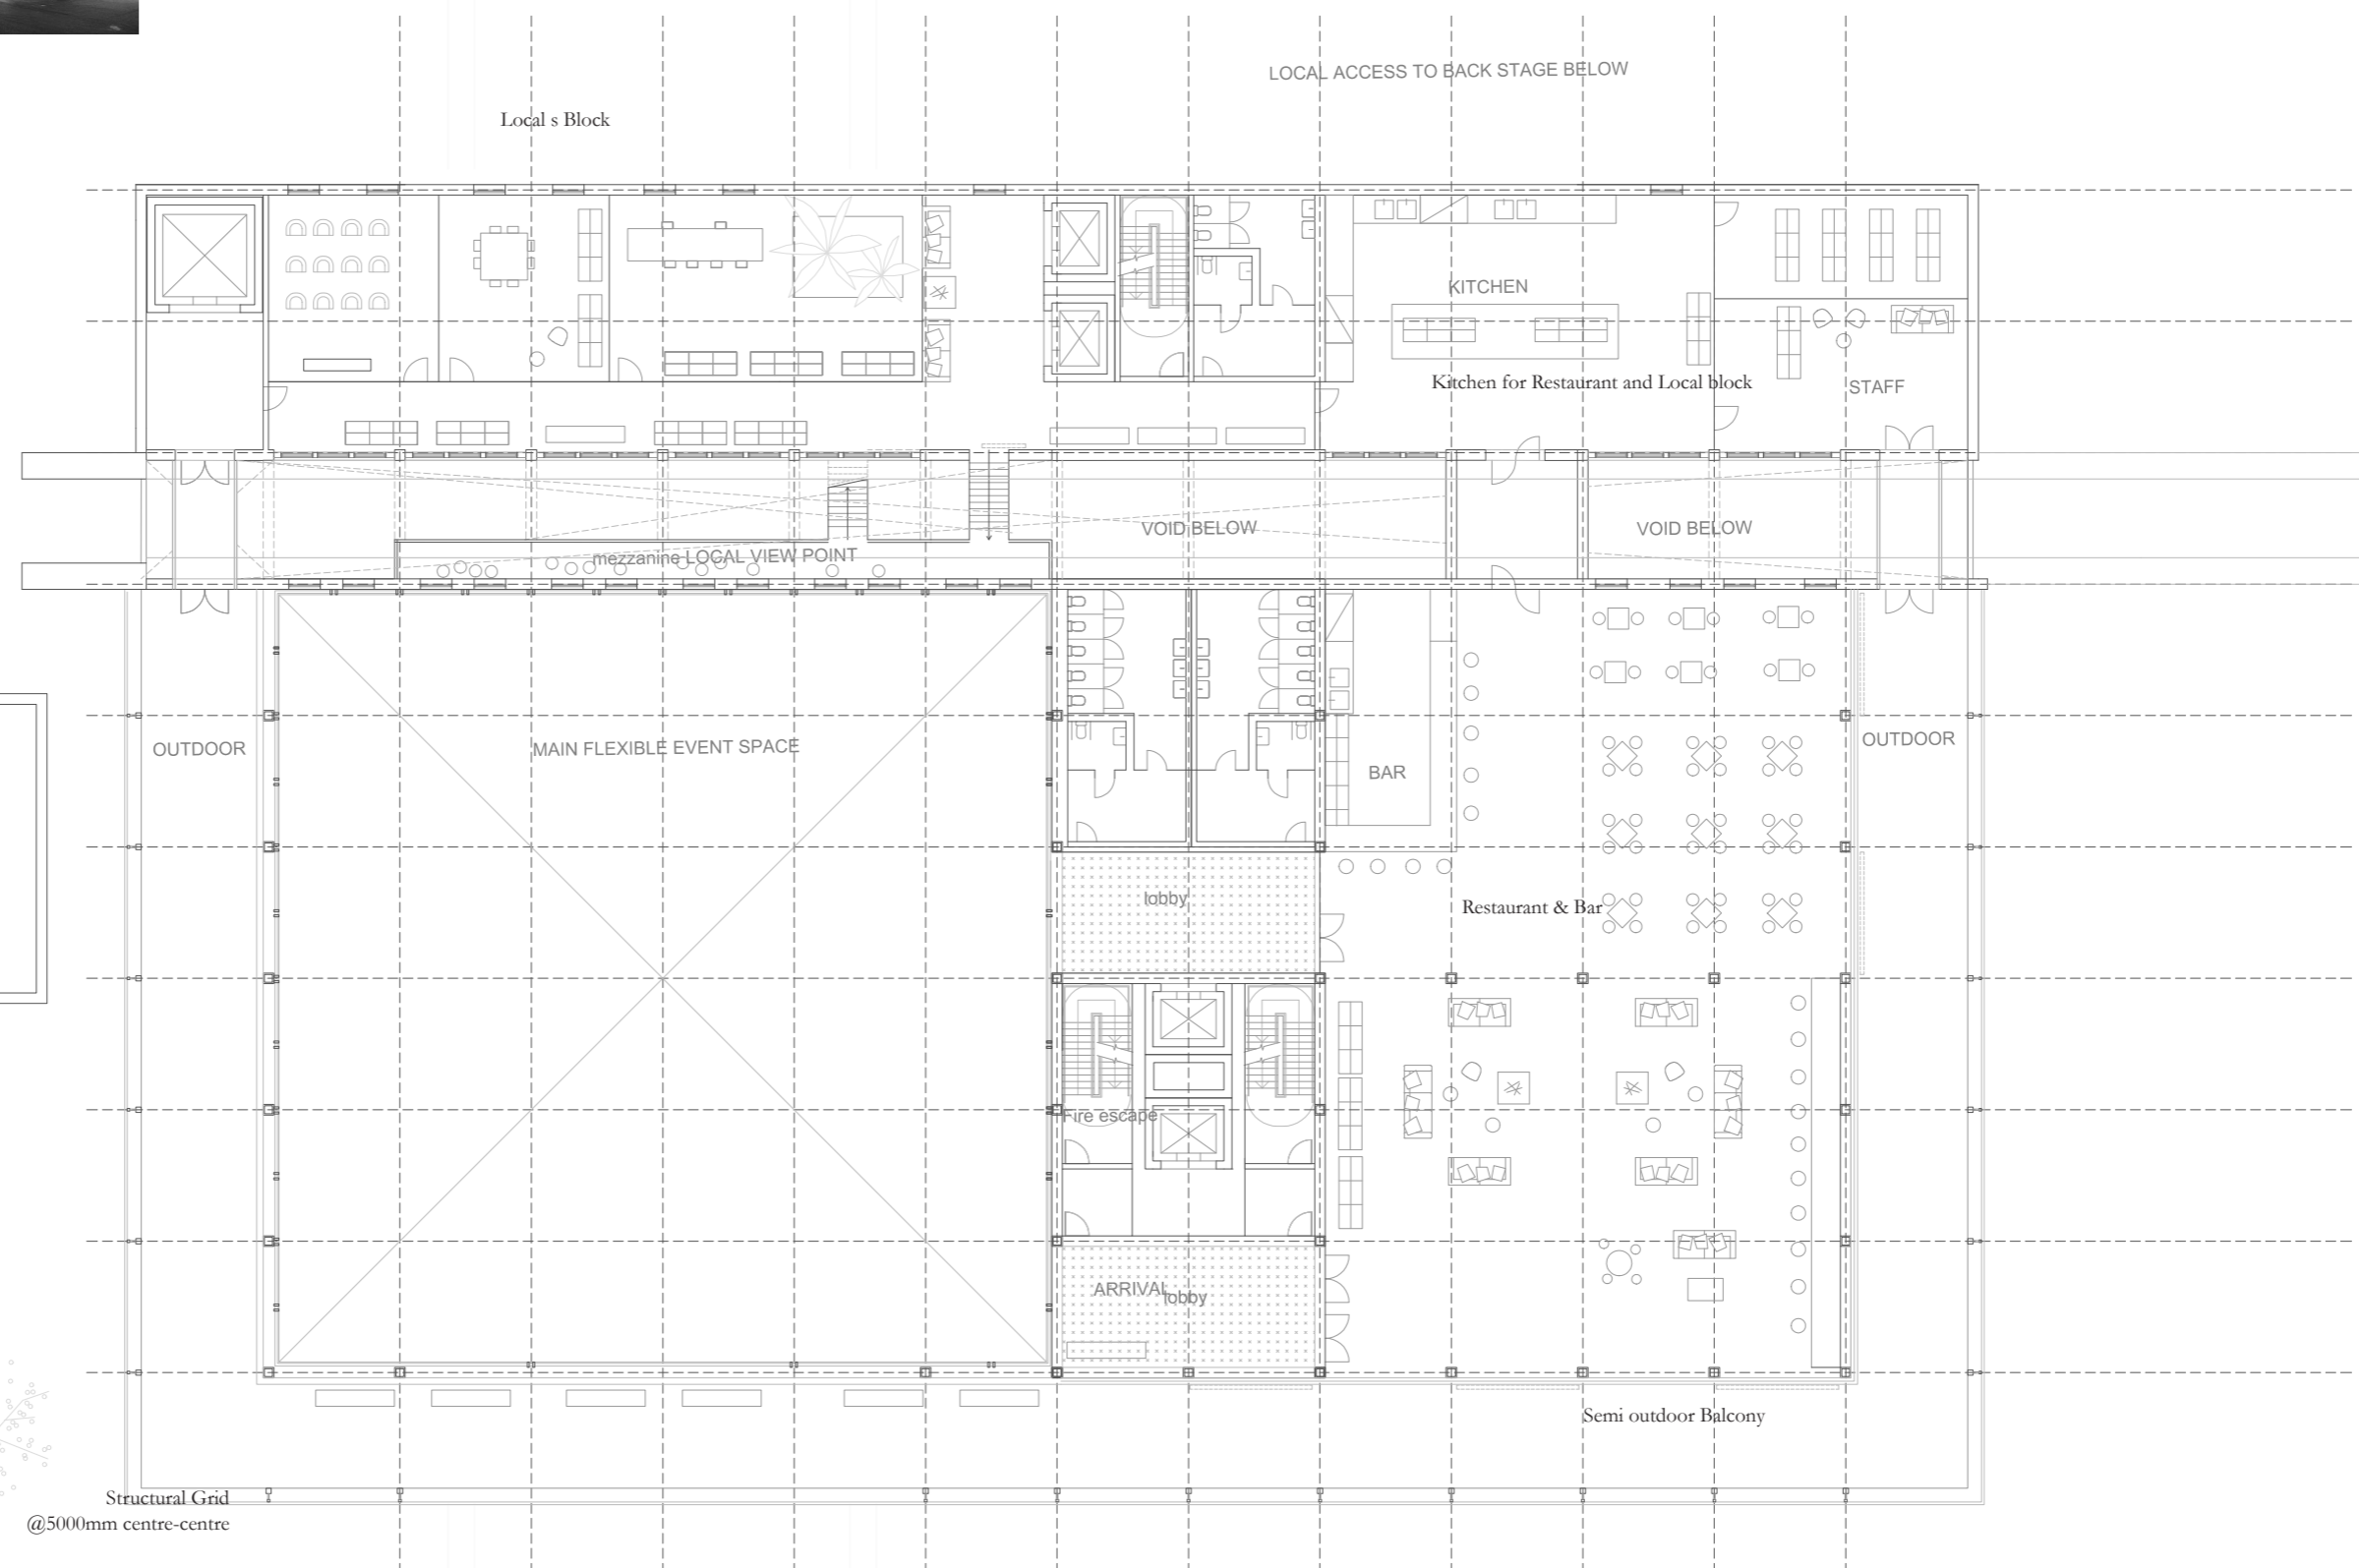 LOCAL ACCESS TO BACK STAGE BELOW
Local s Block
KITCHEN
Kitchen for Restaurant and Local block
STAFF
VOID BELOW
VOID BELOW
mezzanine LOCAL VIEW POINT
OUTDOOR
MAIN FLEXIBLE EVENT SPACE
BAR
OUTDOOR
lobby
Restaurant & Bar
Fire escape
ARRIVAL
lobby
Semi outdoor Balcony
Structural Grid
@5000mm centre-centre